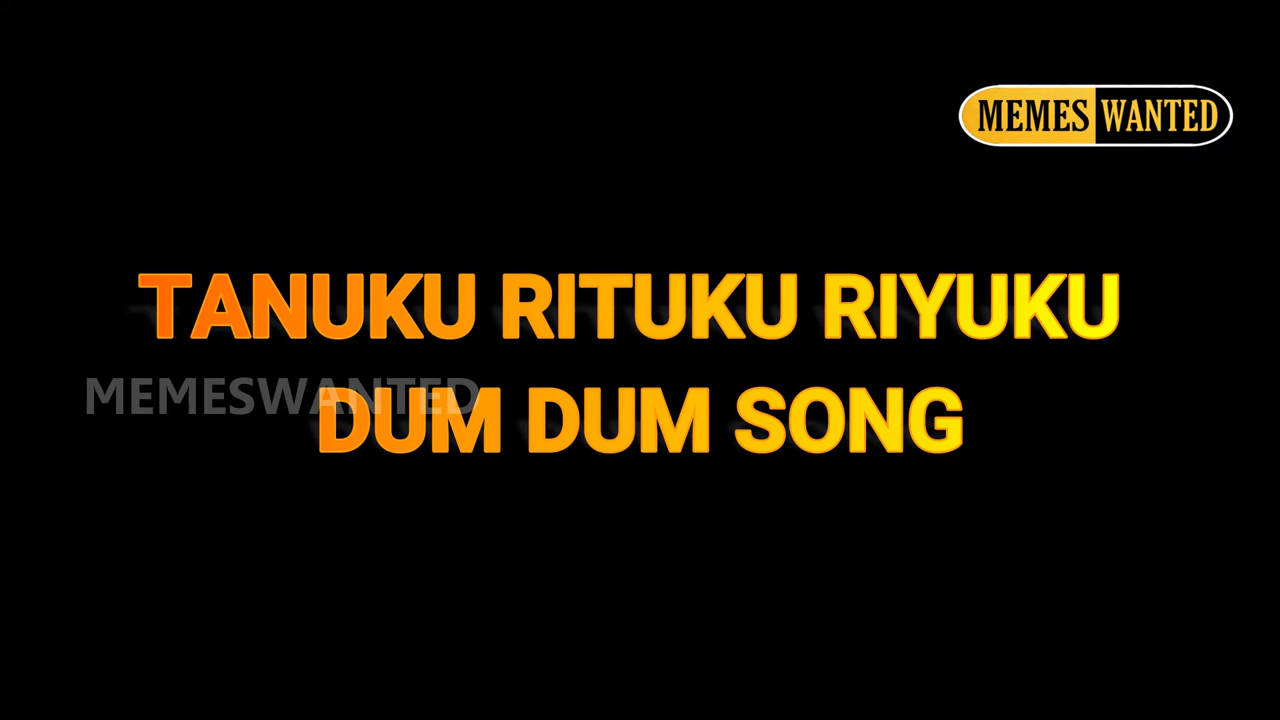 MEMES WANTED
TANUKU RITUKU RIYUKU
MEMESWANTED
DUM DUM SONG